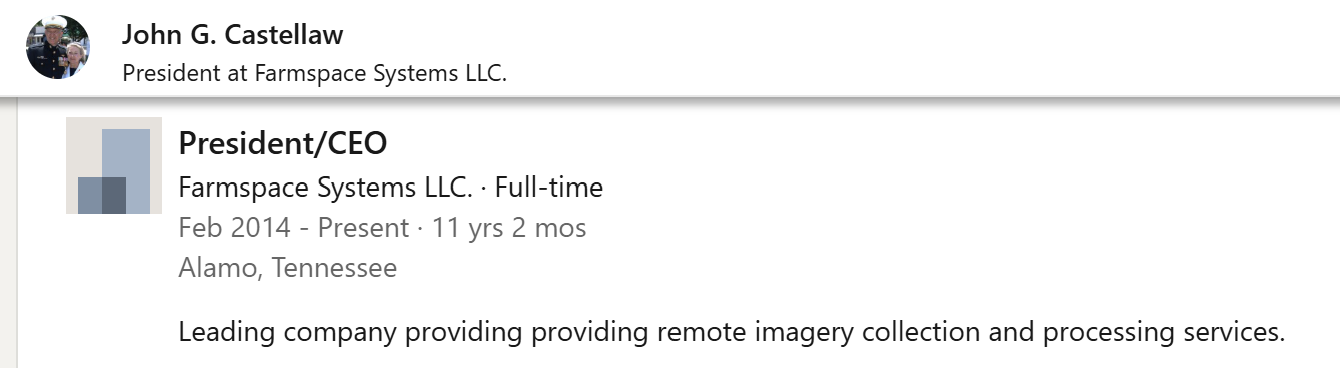 John G. Castellaw
President at Farmspace Systems LLC.
President/CEO
Farmspace Systems LLC. · Full-time
Feb 2014 - Present · 11 yrs 2 mos
Alamo, Tennessee
Leading company providing providing remote imagery collection and processing services.